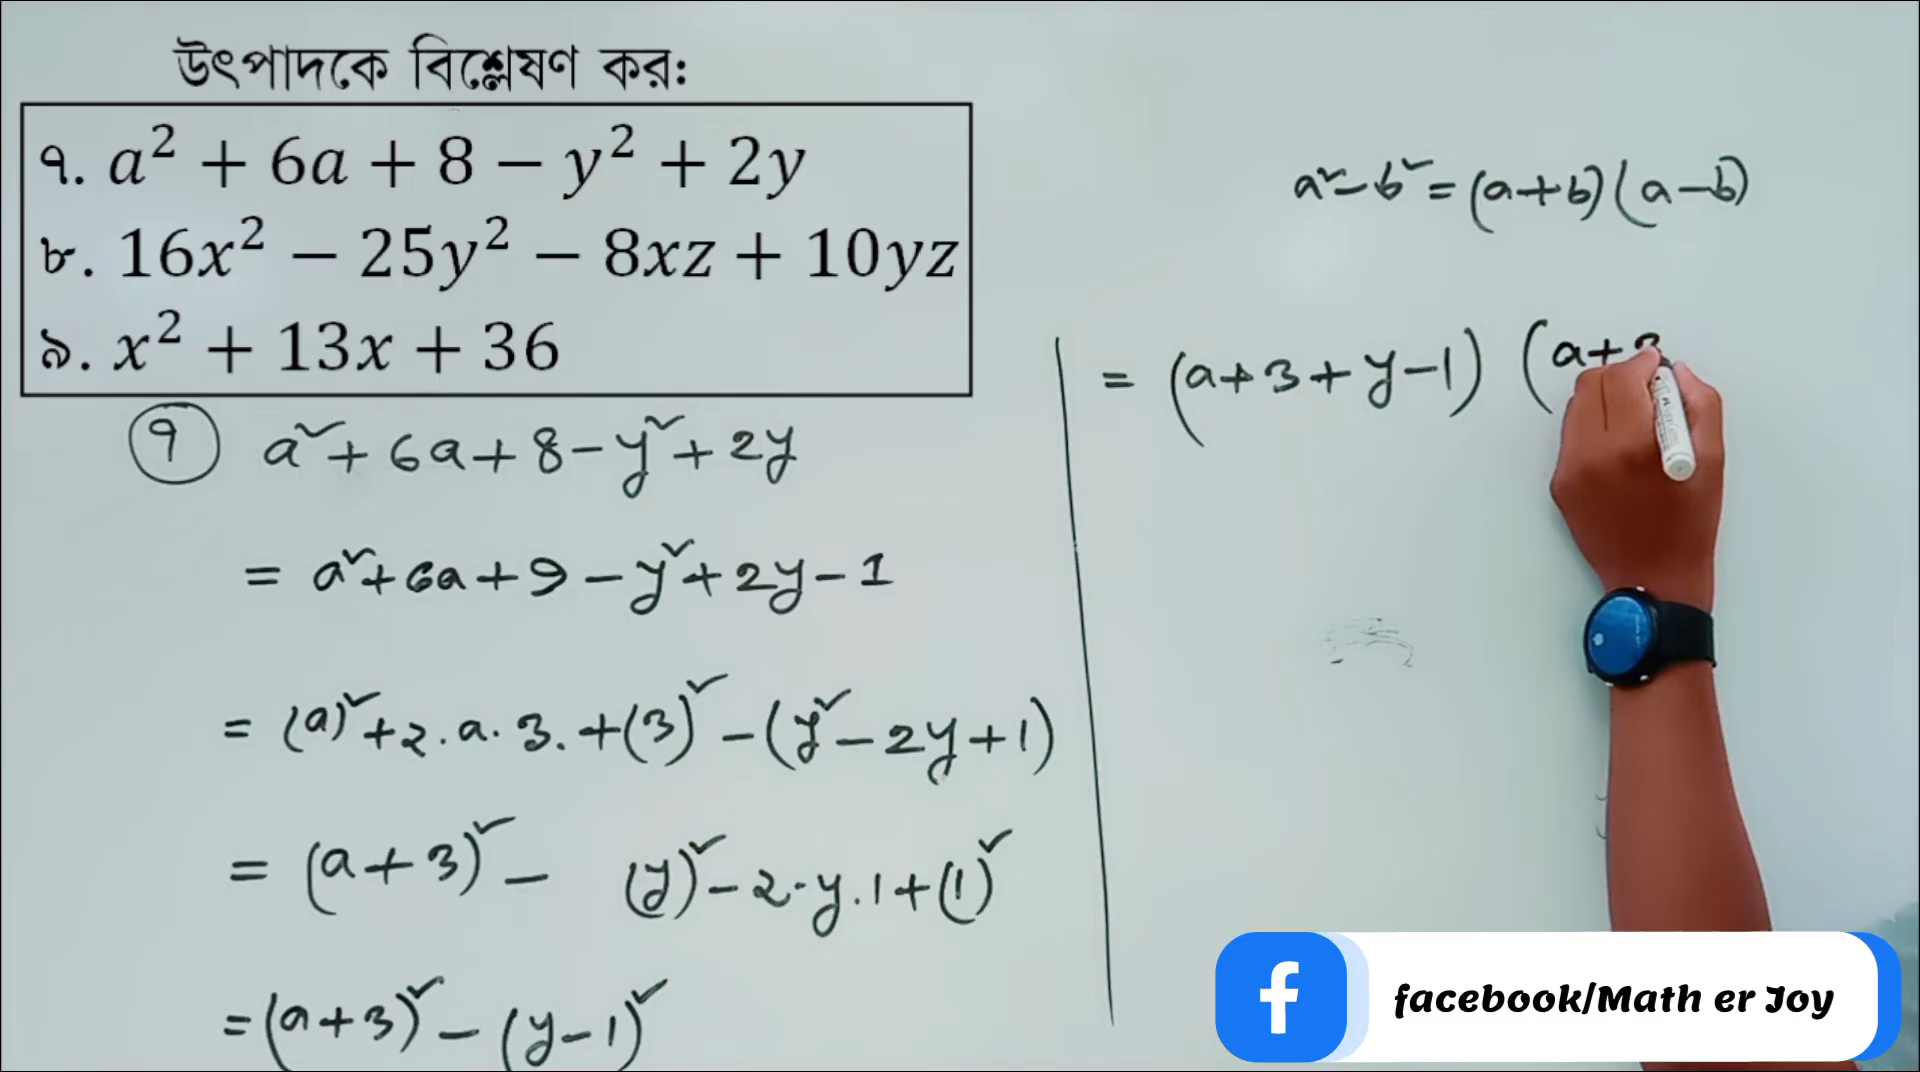 উৎপাদকে বিশ্লেষণ কর:
৭. a² + 6a + 8 − y² + 2y
৮. 16x² − 25y² − 8xz + 10yz
৯. x² + 13x + 36
৭ a² + 6a + 8 − y² + 2y
= a² + 6a + 9 − y² + 2y − 1
= (a)² + 2.a.3. + (3)² − (y² − 2y + 1)
= (a+3)² − (y)² − 2.y.1 + (1)²
= (a+3)² − (y−1)²
a² − b² = (a+b)(a−b)
= (a+3+y−1) (a+
facebook/Math er Joy